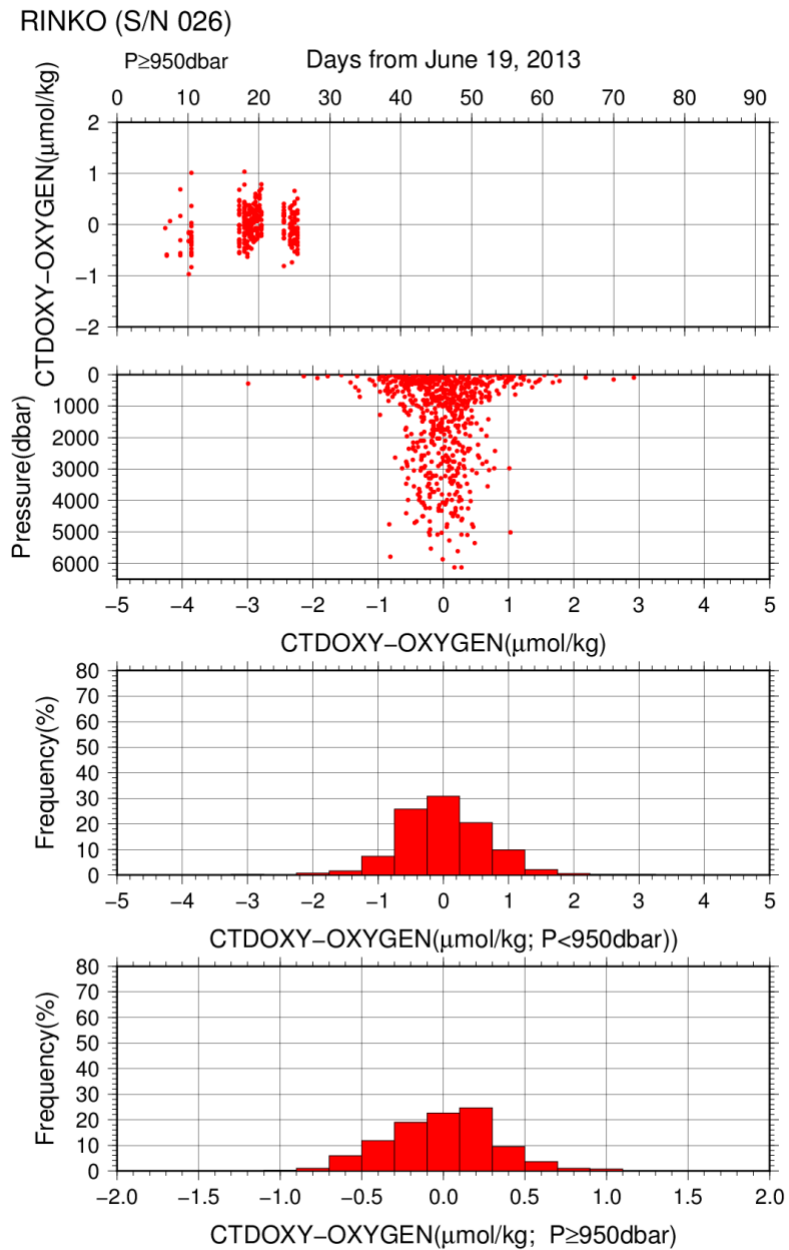 RINKO (S/N 026)
P≥950dbar Days from June 19, 2013
0 10 20 30 40 50 60 70 80 90
CTDOXY−OXYGEN(μmol/kg)
2
1
0
−1
−2
Pressure(dbar)
0
1000
2000
3000
4000
5000
6000
−5 −4 −3 −2 −1 0 1 2 3 4 5
CTDOXY−OXYGEN(μmol/kg)
Frequency(%)
80
70
60
50
40
30
20
10
0
−5 −4 −3 −2 −1 0 1 2 3 4 5
CTDOXY−OXYGEN(μmol/kg; P<950dbar))
Frequency(%)
80
70
60
50
40
30
20
10
0
−2.0 −1.5 −1.0 −0.5 0.0 0.5 1.0 1.5 2.0
CTDOXY−OXYGEN(μmol/kg; P≥950dbar)